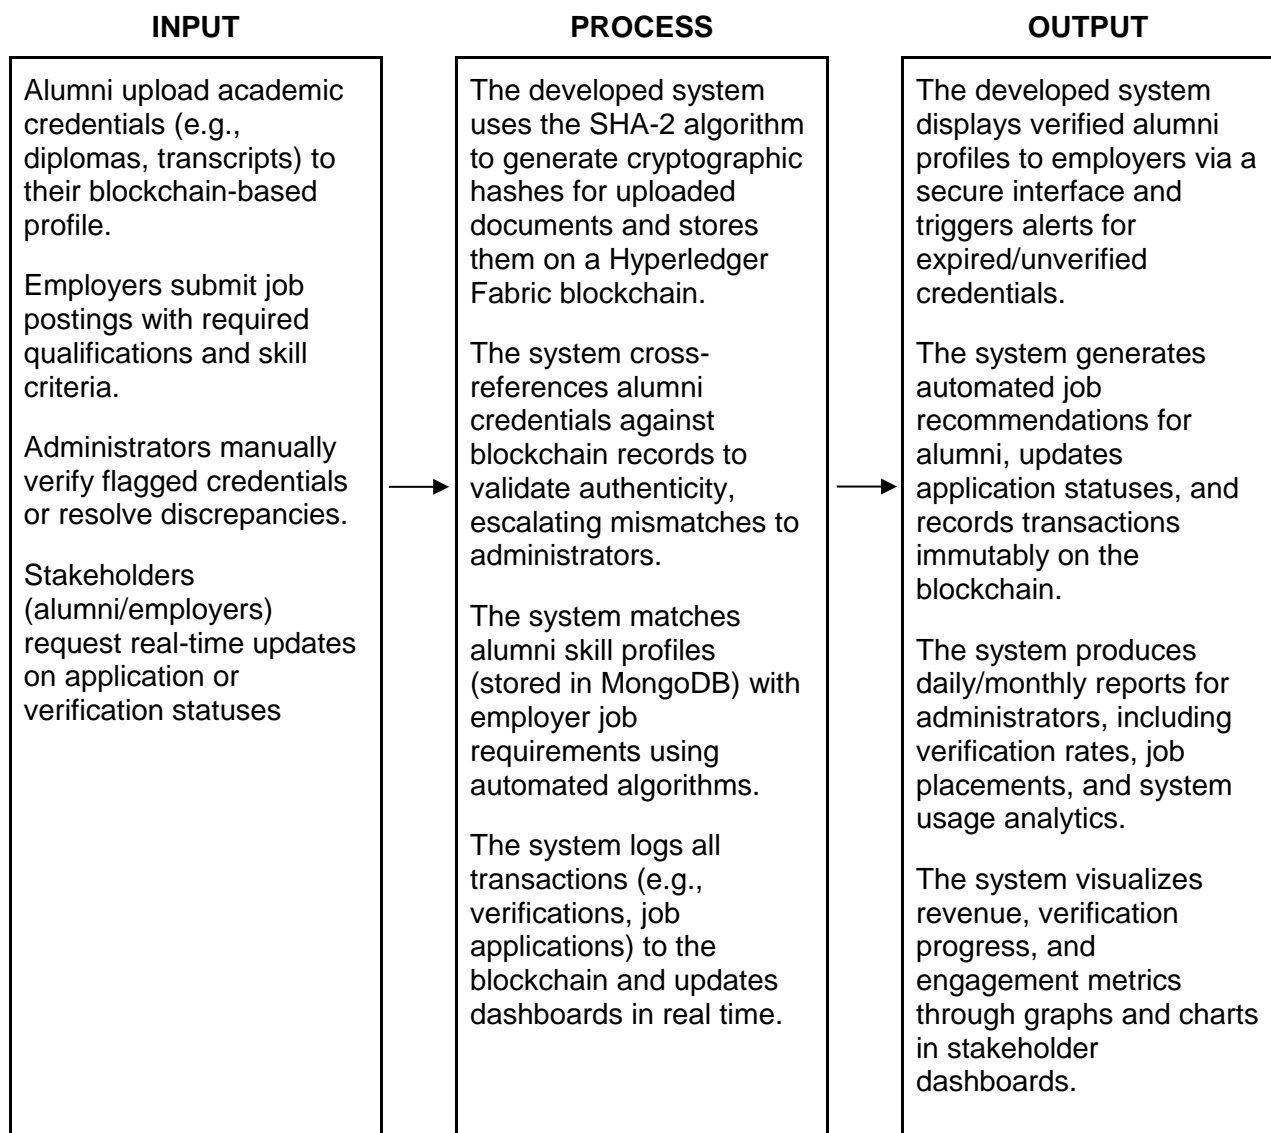 INPUT
Alumni upload academic
credentials (e.g.,
diplomas, transcripts) to
their blockchain-based
profile.
Employers submit job
postings with required
qualifications and skill
criteria.
Administrators manually
verify flagged credentials
or resolve discrepancies.
Stakeholders
(alumni/employers)
request real-time updates
on application or
verification statuses
PROCESS
The developed system
uses the SHA-2 algorithm
to generate cryptographic
hashes for uploaded
documents and stores
them on a Hyperledger
Fabric blockchain.
The system cross-
references alumni
credentials against
blockchain records to
validate authenticity,
escalating mismatches to
administrators.
The system matches
alumni skill profiles
(stored in MongoDB) with
employer job
requirements using
automated algorithms.
The system logs all
transactions (e.g.,
verifications, job
applications) to the
blockchain and updates
dashboards in real time.
OUTPUT
The developed system
displays verified alumni
profiles to employers via a
secure interface and
triggers alerts for
expired/unverified
credentials.
The system generates
automated job
recommendations for
alumni, updates
application statuses, and
records transactions
immutably on the
blockchain.
The system produces
daily/monthly reports for
administrators, including
verification rates, job
placements, and system
usage analytics.
The system visualizes
revenue, verification
progress, and
engagement metrics
through graphs and charts
in stakeholder
dashboards.